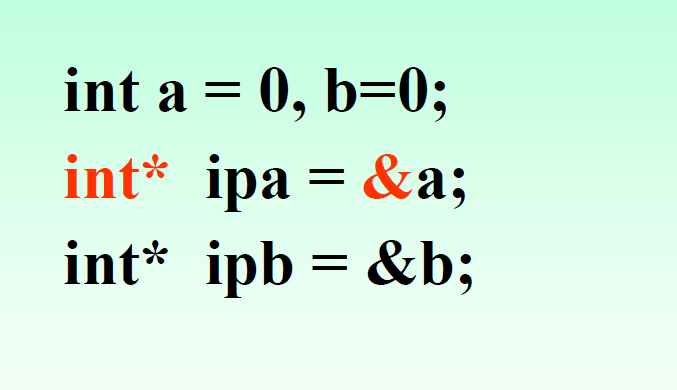 int a = 0, b=0;
int*  ipa = &a;
int*  ipb = &b;